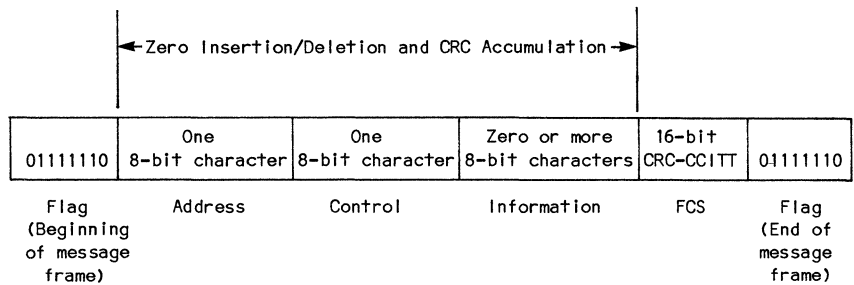 Zero Insertion/Deletion and CRC Accumulation
One One Zero or more 16-bit
01111110 8-bit character 8-bit character 8-bit characters CRC-CCITT 01111110
Flag Address Control Information FCS Flag
(Beginning (End of
of message message
frame) frame)